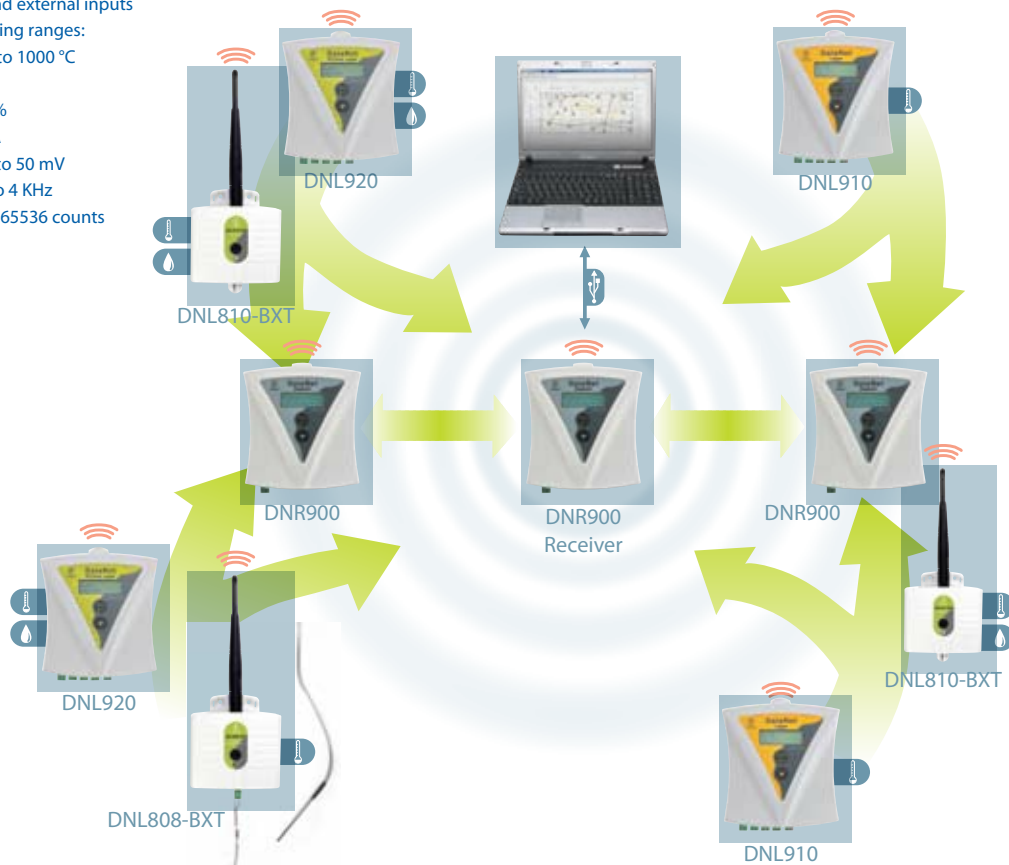 nd external inputs
ing ranges:
to 1000 °C
%
to 50 mV
o 4 KHz
65536 counts
DNL920
DNL910
DNL810-BXT
DNR900
DNR900
Receiver
DNR900
DNL920
DNL810-BXT
DNL808-BXT
DNL910